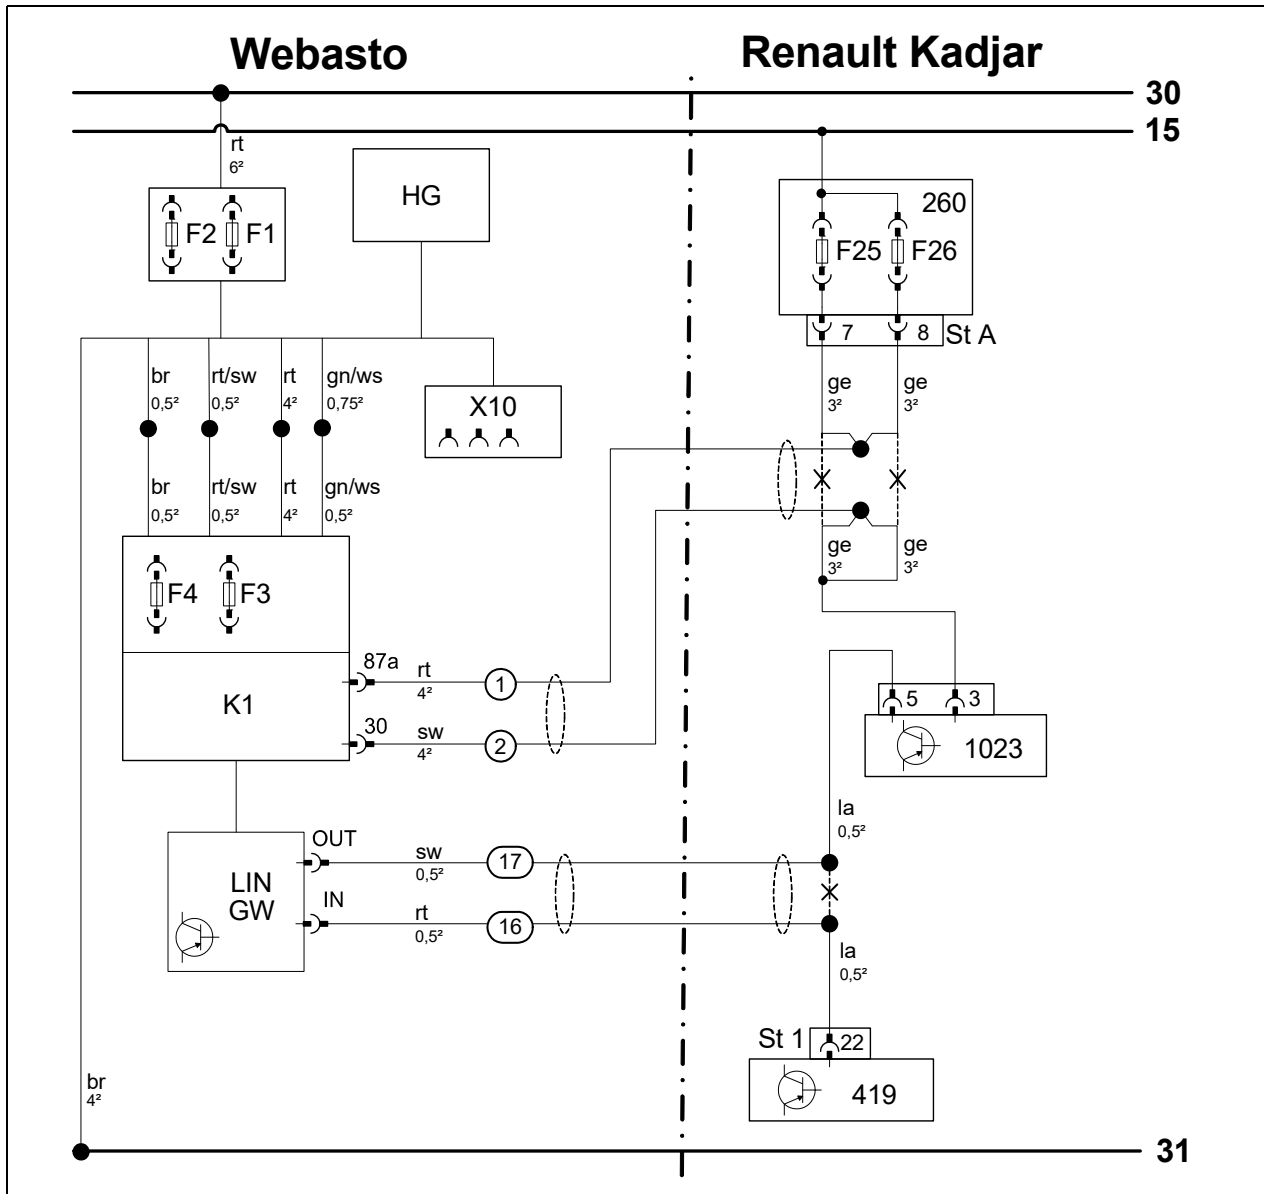 Webasto
Renault Kadjar
30
15
rt
6²
HG
260
F2
F1
F25
F26
7
8
St A
br
0,5²
rt/sw
0,5²
rt
4²
gn/ws
0,75²
X10
ge
3²
ge
3²
br
0,5²
rt/sw
0,5²
rt
4²
gn/ws
0,5²
ge
3²
ge
3²
F4
F3
87a
rt
4²
1
K1
30
sw
4²
2
5
3
1023
la
0,5²
OUT
sw
0,5²
17
LIN
GW
IN
rt
0,5²
16
la
0,5²
St 1
22
419
br
4²
31